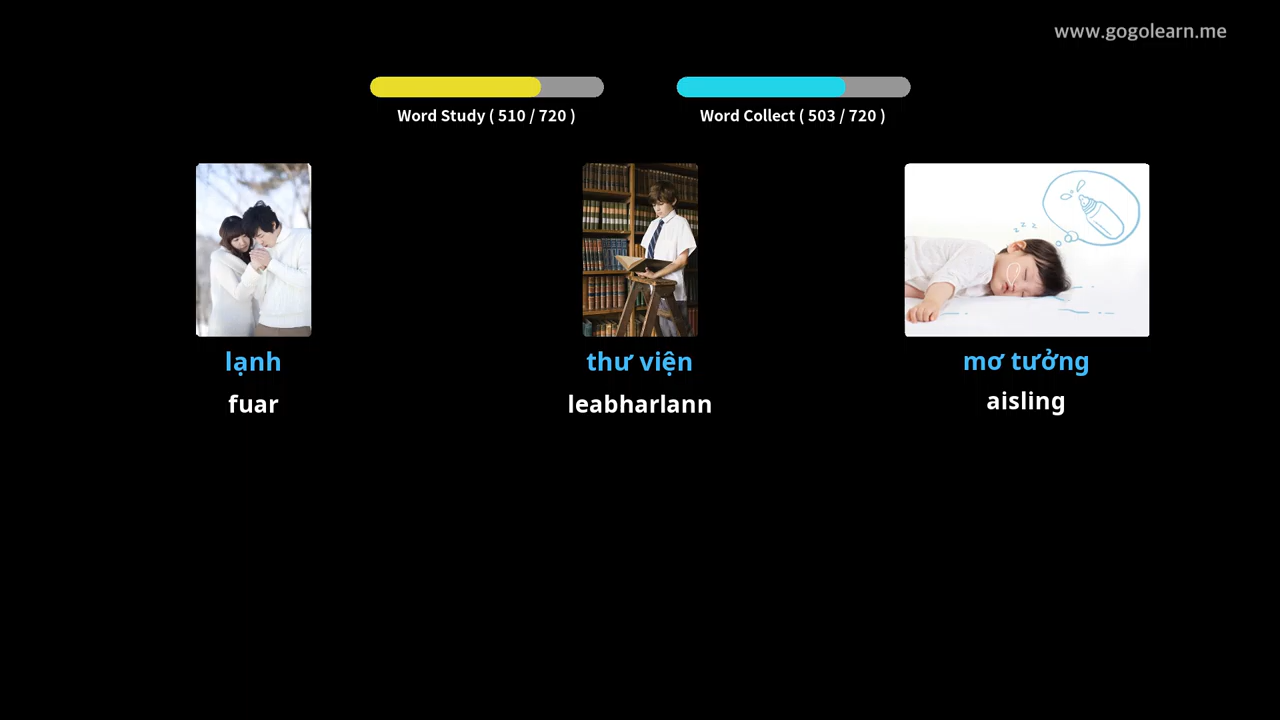 www.gogolearn.me
Word Study ( 510 / 720 )
Word Collect ( 503 / 720 )
z z z
lạnh
thư viện
mơ tưởng
fuar
leabharlann
aisling